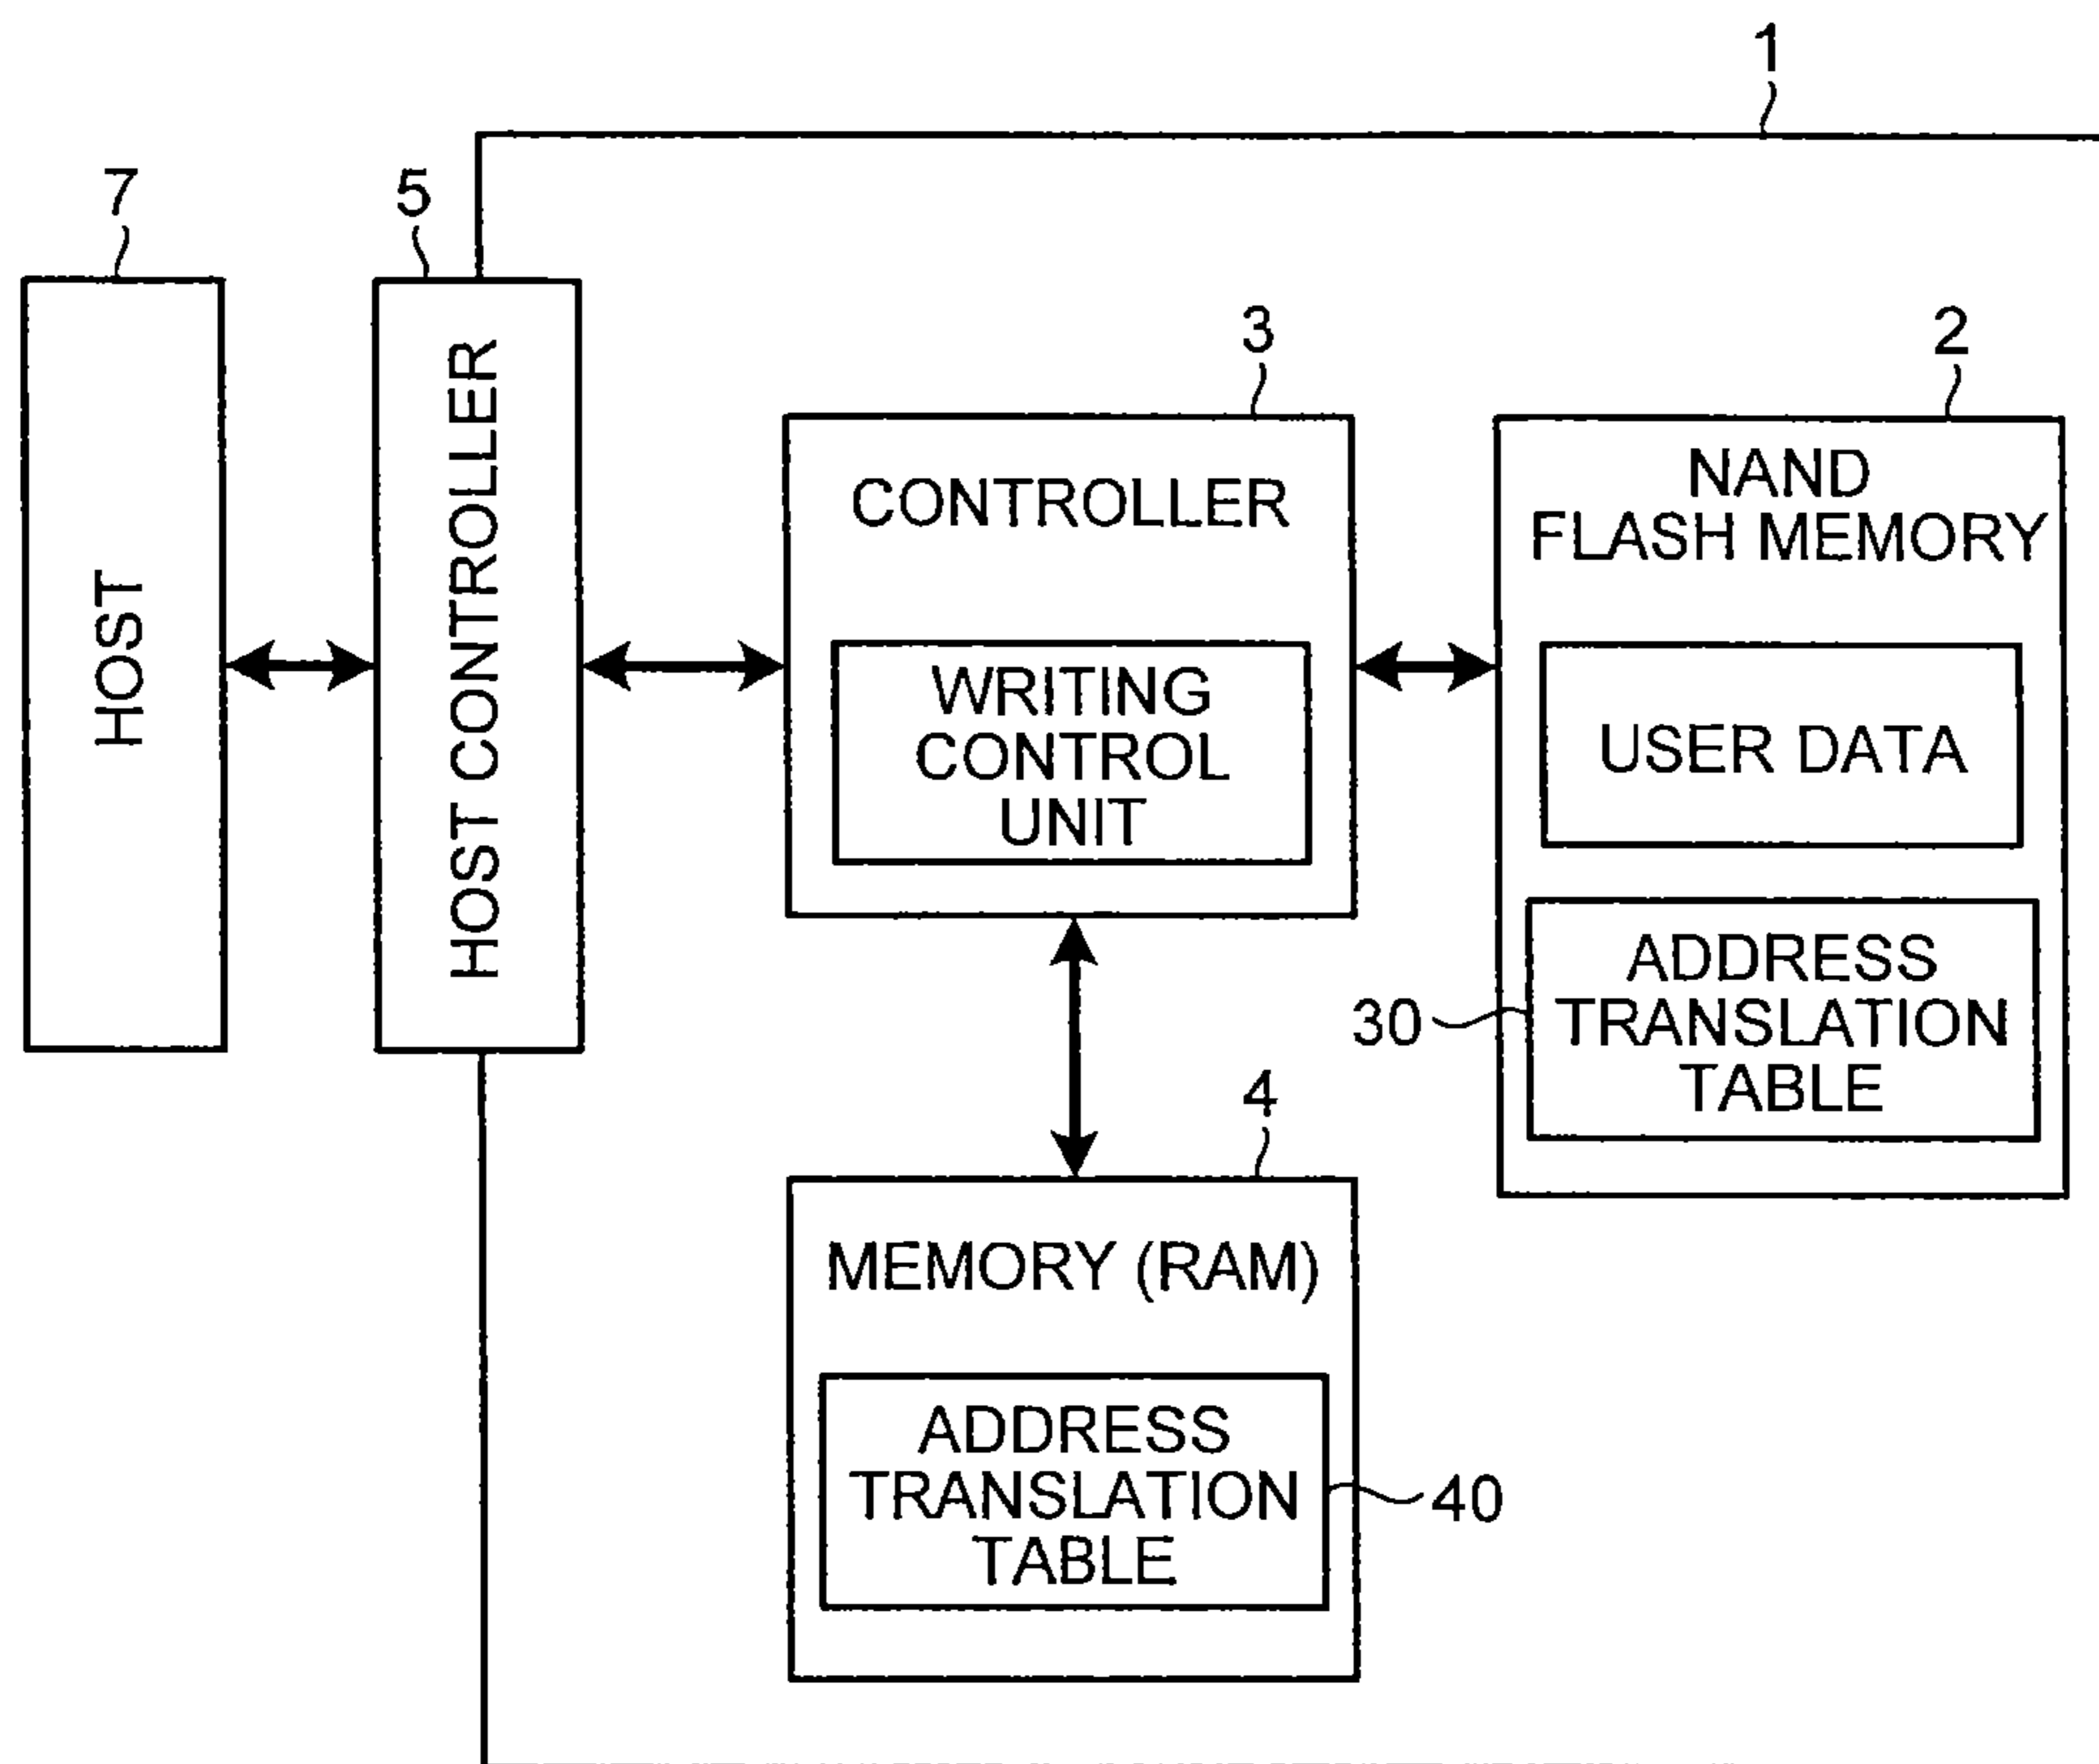 1
7
5
3
2
HOST
HOST CONTROLLER
CONTROLLER
WRITING
CONTROL
UNIT
NAND
FLASH MEMORY
USER DATA
30
ADDRESS
TRANSLATION
TABLE
4
MEMORY (RAM)
ADDRESS
TRANSLATION
TABLE
40